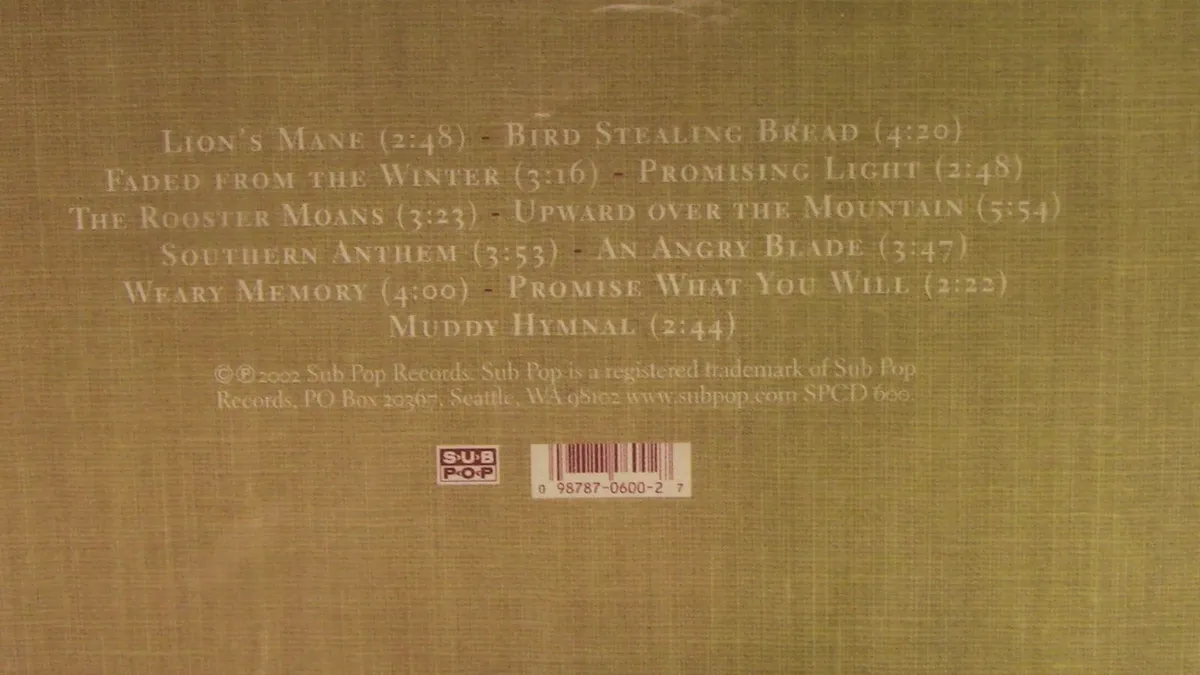 Lion's Mane (2:48) - Bird Stealing Bread (4:20)
Faded from the Winter (3:16) - Promising Light (2:48)
The Rooster Moans (3:23) - Upward over the Mountain (5:54)
Southern Anthem (3:53) - An Angry Blade (3:47)
Weary Memory (4:00) - Promise What You Will (2:22)
Muddy Hymnal (2:44)
©℗2002 Sub Pop Records. Sub Pop is a registered trademark of Sub Pop
Records, PO Box 20367, Seattle, WA 98102 www.subpop.com SPCD 600.
S·U·B
P·O·P
0 98787-0600-2 7